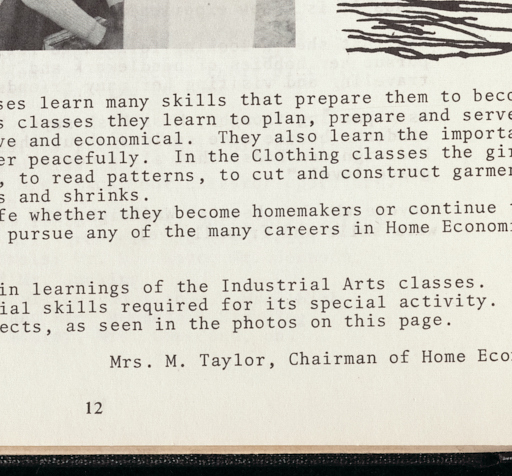 ses learn many skills that prepare them to beco
s classes they learn to plan, prepare and serve
ve and economical. They also learn the importa
er peacefully. In the Clothing classes the gir
, to read patterns, to cut and construct garmen
s and shrinks.
fe whether they become homemakers or continue
pursue any of the many careers in Home Economi
in learnings of the Industrial Arts classes.
ial skills required for its special activity.
ects, as seen in the photos on this page.
Mrs. M. Taylor, Chairman of Home Eco
12